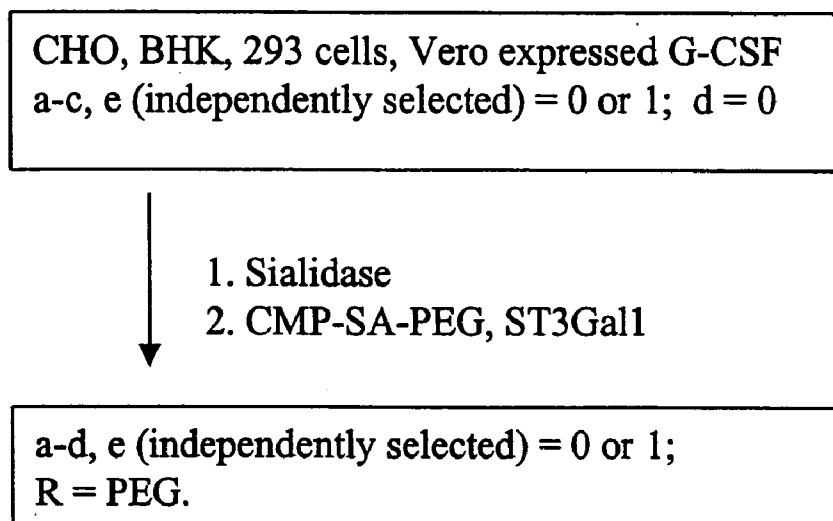 CHO, BHK, 293 cells, Vero expressed G-CSF
a-c, e (independently selected) = 0 or 1; d = 0
1. Sialidase
2. CMP-SA-PEG, ST3Gal1
a-d, e (independently selected) = 0 or 1;
R = PEG.